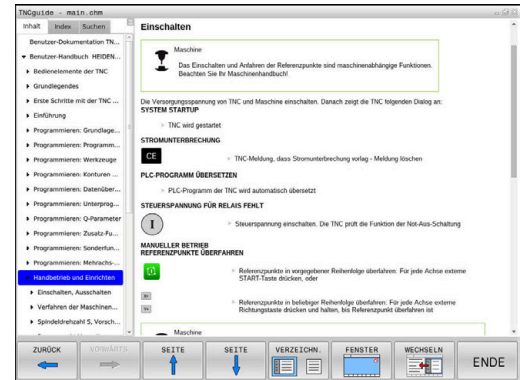 TNCguide - main.chm
Inhalt Index Suchen
Benutzer-Dokumentation TN...
Benutzer-Handbuch HEIDEN...
Bedienelemente der TNC
Grundlegendes
Erste Schritte mit der TNC ...
Einführung
Programmieren: Grundlage...
Programmieren: Programm...
Programmieren: Werkzeuge
Programmieren: Konturen ...
Programmieren: Datenüber...
Programmieren: Unterprog...
Programmieren: Q-Parameter
Programmieren: Zusatz-Fu...
Programmieren: Sonderfun...
Programmieren: Mehrachs-...
Handbetrieb und Einrichten
Einschalten, Ausschalten
Verfahren der Maschinen...
Spindeldrehzahl S, Vorsch...
Einschalten
Maschine
Das Einschalten und Anfahren der Referenzpunkte sind maschinenabhängige Funktionen.
Beachten Sie Ihr Maschinenhandbuch!
Die Versorgungsspannung von TNC und Maschine einschalten. Danach zeigt die TNC folgenden Dialog an:
SYSTEM STARTUP
TNC wird gestartet
STROMUNTERBRECHUNG
CE
TNC-Meldung, dass Stromunterbrechung vorlag - Meldung löschen
PLC-PROGRAMM ÜBERSETZEN
PLC-Programm der TNC wird automatisch übersetzt
STEUERSPANNUNG FÜR RELAIS FEHLT
I
Steuerspannung einschalten. Die TNC prüft die Funktion der Not-Aus-Schaltung
MANUELLER BETRIEB
REFERENZPUNKTE ÜBERFAHREN
Referenzpunkte in vorgegebener Reihenfolge überfahren: Für jede Achse externe
START-Taste drücken, oder
X+
Y+
Referenzpunkte in beliebiger Reihenfolge überfahren: Für jede Achse externe
Richtungstaste drücken und halten, bis Referenzpunkt überfahren ist
Maschine
ZURÜCK VORWÄRTS SEITE SEITE VERZEICHN. FENSTER WECHSELN ENDE